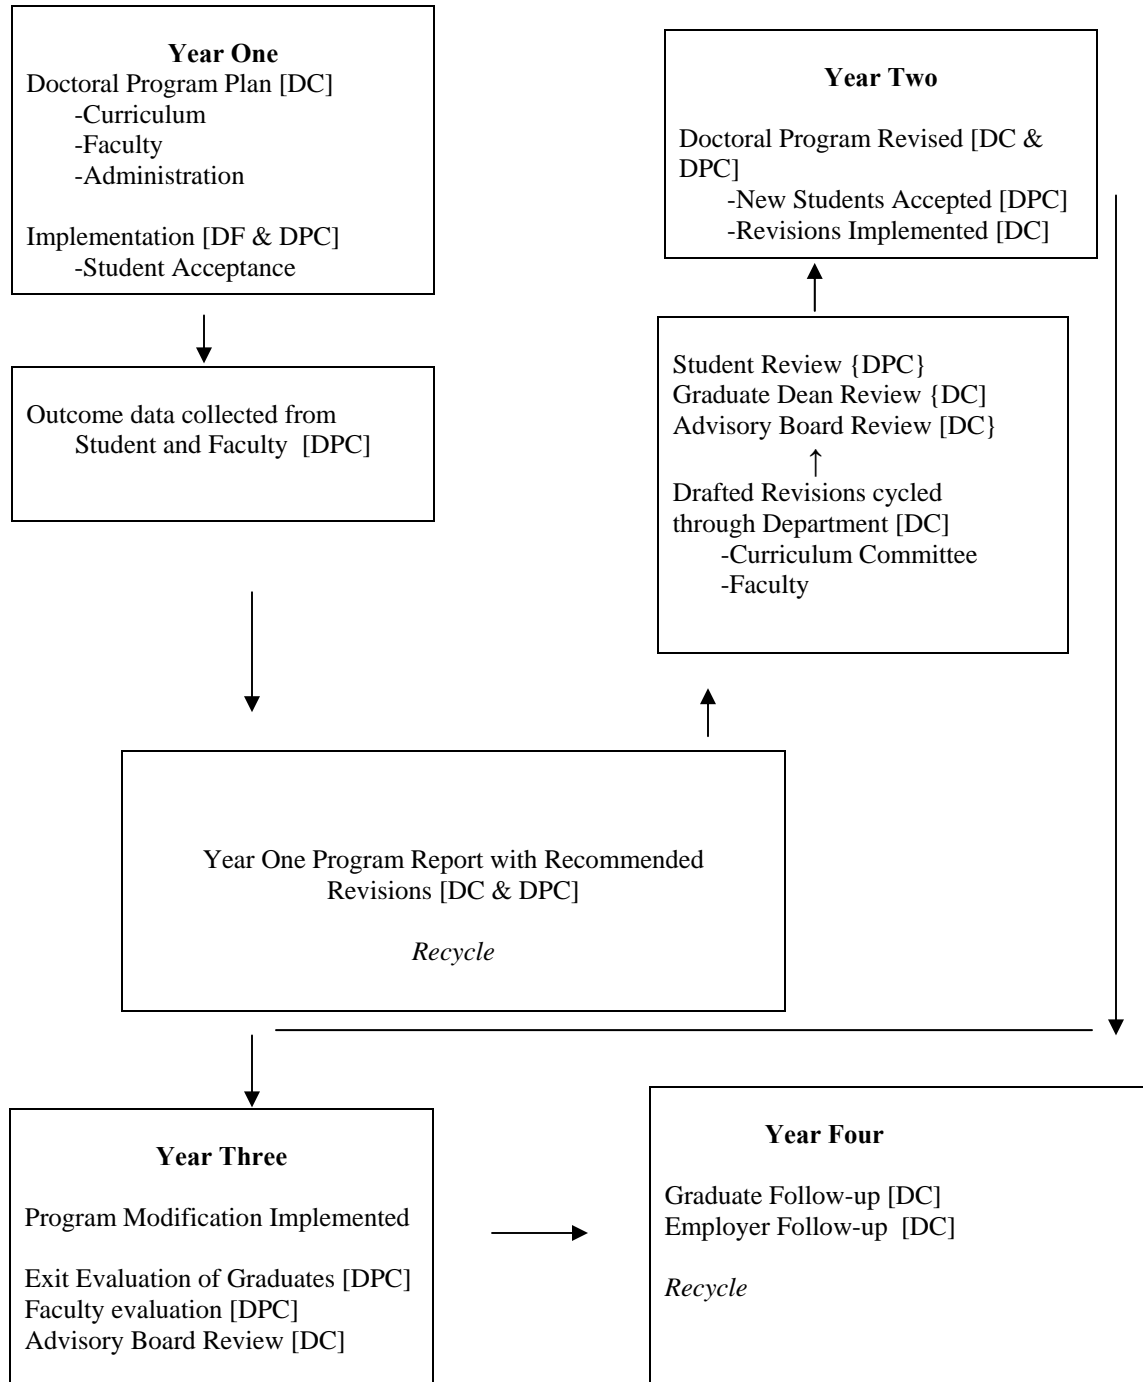 Year One
Doctoral Program Plan [DC]
-Curriculum
-Faculty
-Administration
Implementation [DF & DPC]
-Student Acceptance
Outcome data collected from
Student and Faculty [DPC]
Year Two
Doctoral Program Revised [DC &
DPC]
-New Students Accepted [DPC]
-Revisions Implemented [DC]
Student Review {DPC}
Graduate Dean Review {DC]
Advisory Board Review [DC}
↑
Drafted Revisions cycled
through Department [DC]
-Curriculum Committee
-Faculty
Year One Program Report with Recommended
Revisions [DC & DPC]
Recycle
Year Three
Program Modification Implemented
Exit Evaluation of Graduates [DPC]
Faculty evaluation [DPC]
Advisory Board Review [DC]
Year Four
Graduate Follow-up [DC]
Employer Follow-up [DC]
Recycle